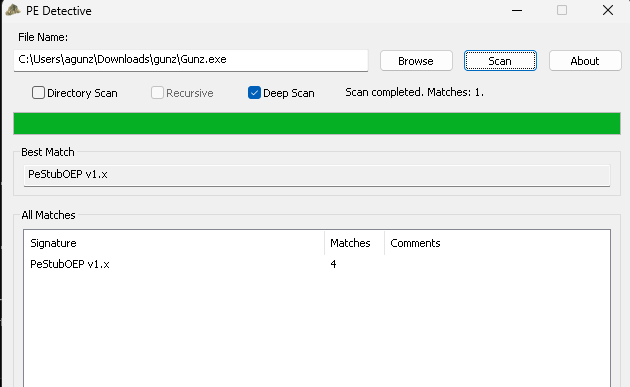 PE Detective
File Name:
C:\Users\agunz\Downloads\gunz\Gunz.exe
Browse
Scan
About
Directory Scan
Recursive
Deep Scan
Scan completed. Matches: 1.
Best Match
PeStubOEP v1.x
All Matches
Signature Matches Comments
PeStubOEP v1.x 4